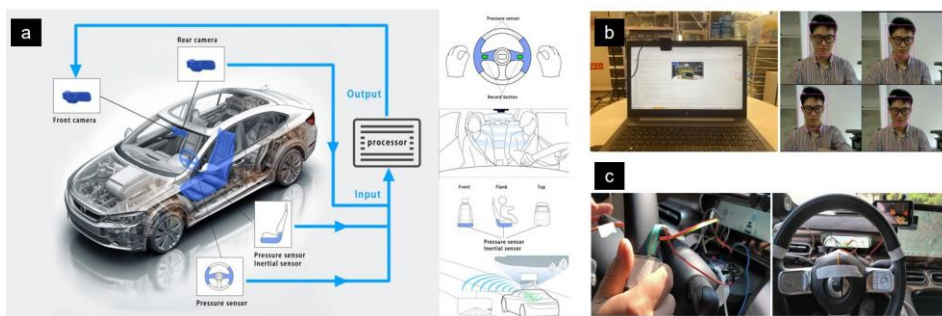 a
Rear camera
Front camera
Output
processor
Input
Pressure sensor
Inertial sensor
Pressure sensor
Pressure sensor
Record button
Front
Flank
Top
Pressure sensor
Inertial sensor
b
c